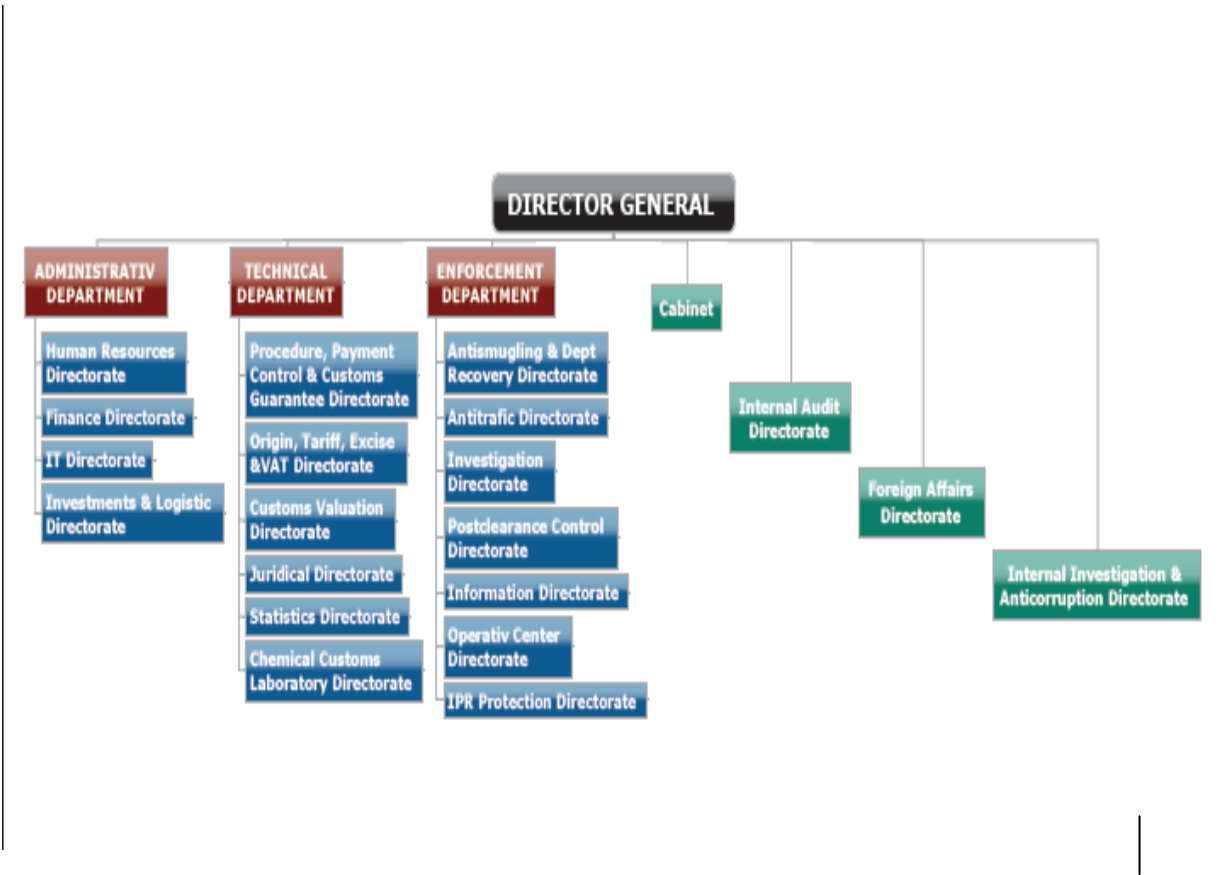 DIRECTOR GENERAL
ADMINISTRATIV
DEPARTMENT
Human Resources
Directorate
Finance Directorate
IT Directorate
Investments & Logistic
Directorate
TECHNICAL
DEPARTMENT
Procedure, Payment
Control & Customs
Guarantee Directorate
Origin, Tariff, Excise
&VAT Directorate
Customs Valuation
Directorate
Juridical Directorate
Statistics Directorate
Chemical Customs
Laboratory Directorate
ENFORCEMENT
DEPARTMENT
Antismugling & Dept
Recovery Directorate
Antitrafic Directorate
Investigation
Directorate
Postclearance Control
Directorate
Information Directorate
Operativ Center
Directorate
IPR Protection Directorate
Cabinet
Internal Audit
Directorate
Foreign Affairs
Directorate
Internal Investigation &
Anticorruption Directorate